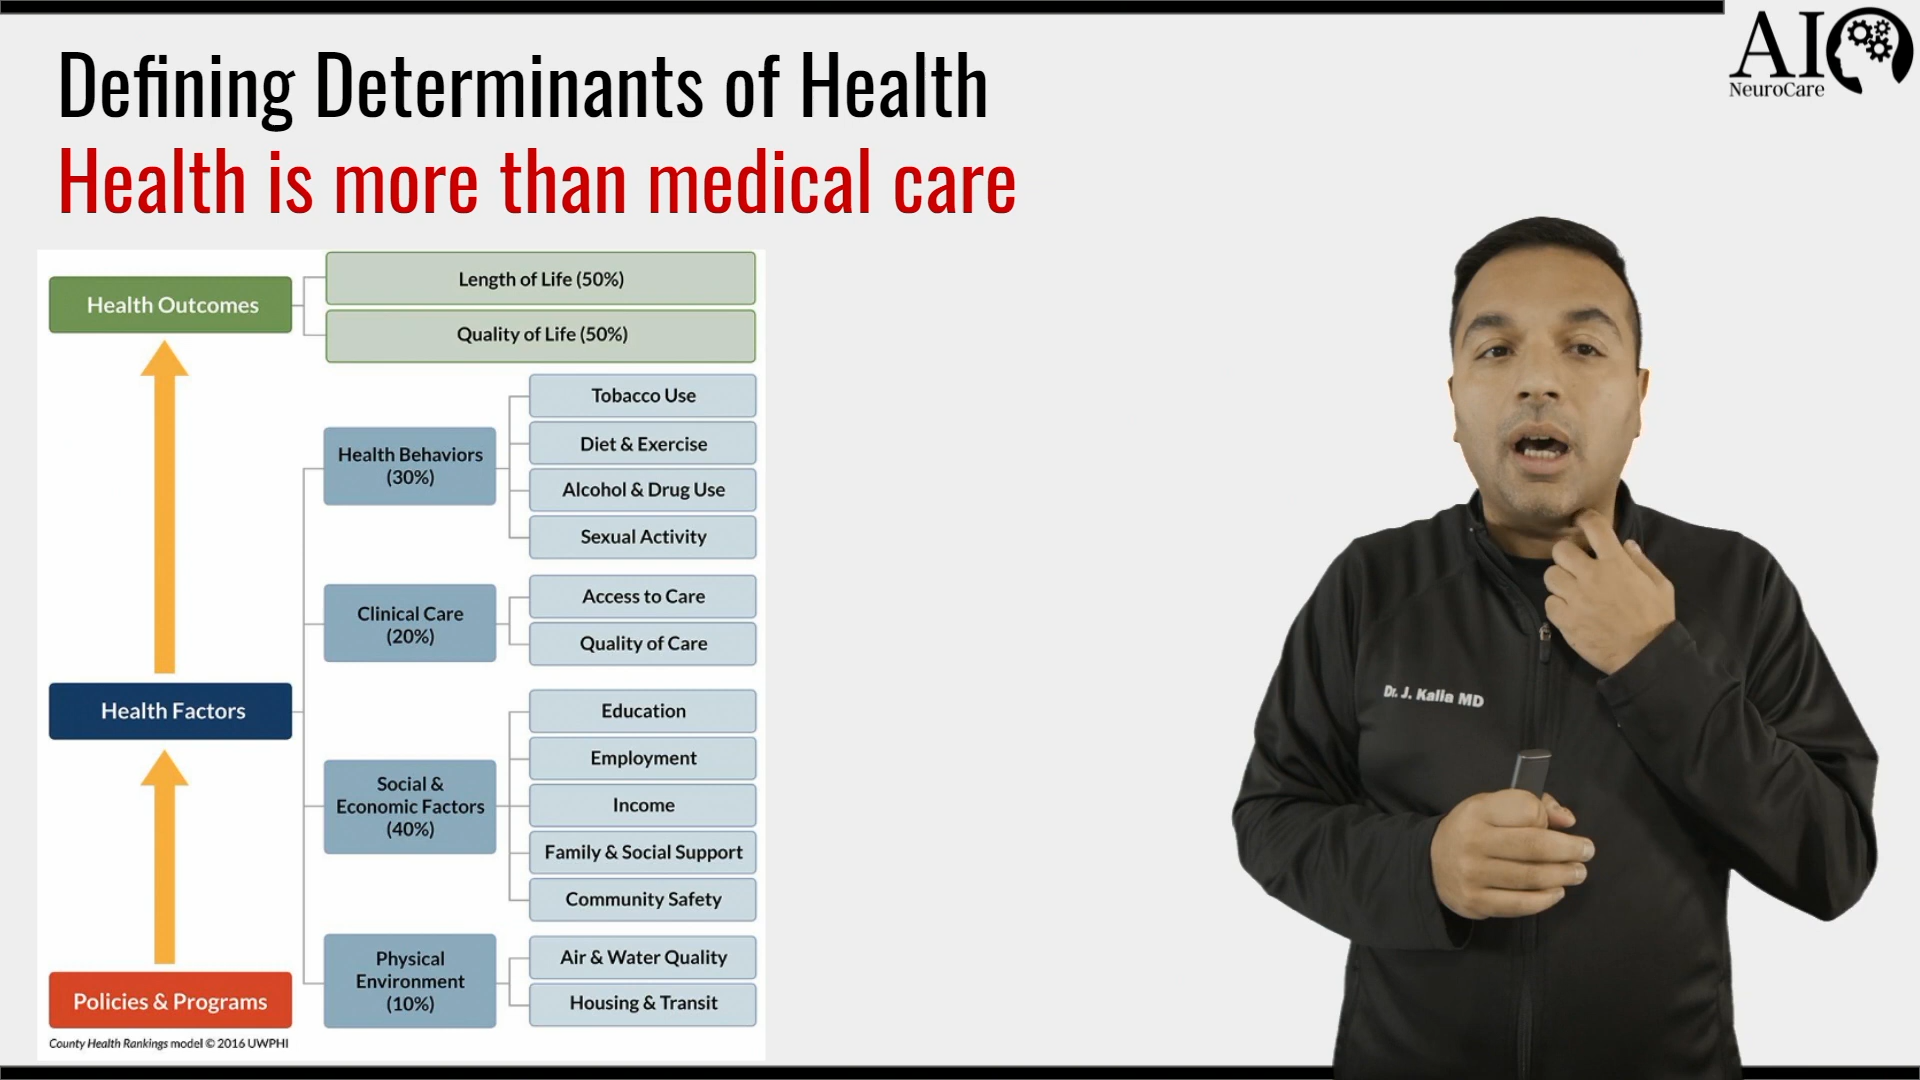 Defining Determinants of Health
Health is more than medical care
AI
NeuroCare
Health Outcomes
Length of Life (50%)
Quality of Life (50%)
Health Behaviors
(30%)
Tobacco Use
Diet & Exercise
Alcohol & Drug Use
Sexual Activity
Clinical Care
(20%)
Access to Care
Quality of Care
Health Factors
Social &
Economic Factors
(40%)
Education
Employment
Income
Family & Social Support
Community Safety
Physical
Environment
(10%)
Air & Water Quality
Housing & Transit
Policies & Programs
County Health Rankings model © 2016 UWPHI
Dr. J. Kalia MD